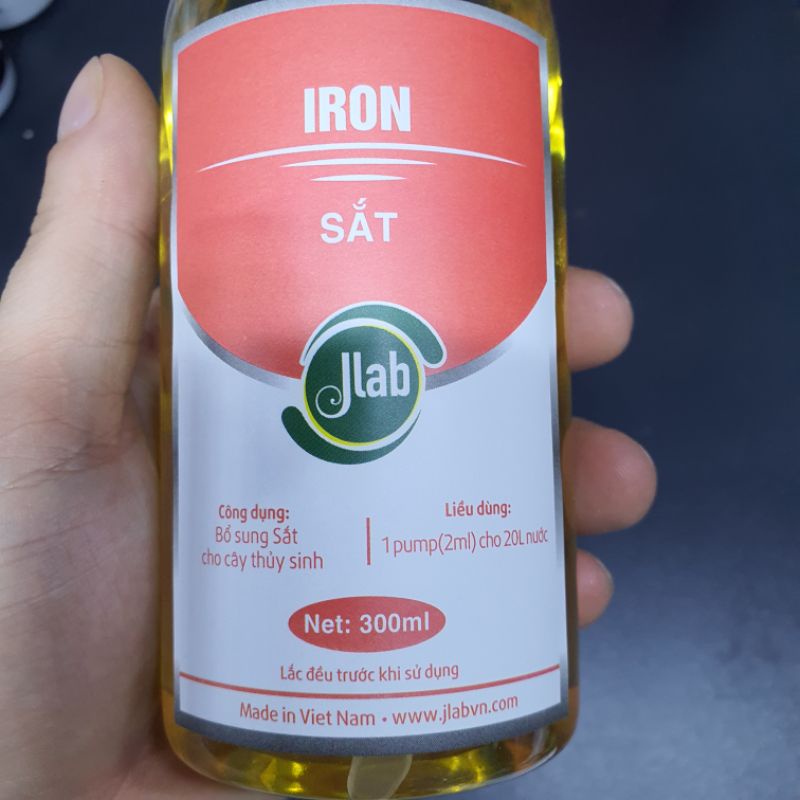 IRON
SẮT
Jlab
Công dụng:
Bổ sung Sắt
cho cây thủy sinh
Liều dùng:
1 pump(2ml) cho 20L nước
Net: 300ml
Lắc đều trước khi sử dụng
Made in Viet Nam • www.jlabvn.com